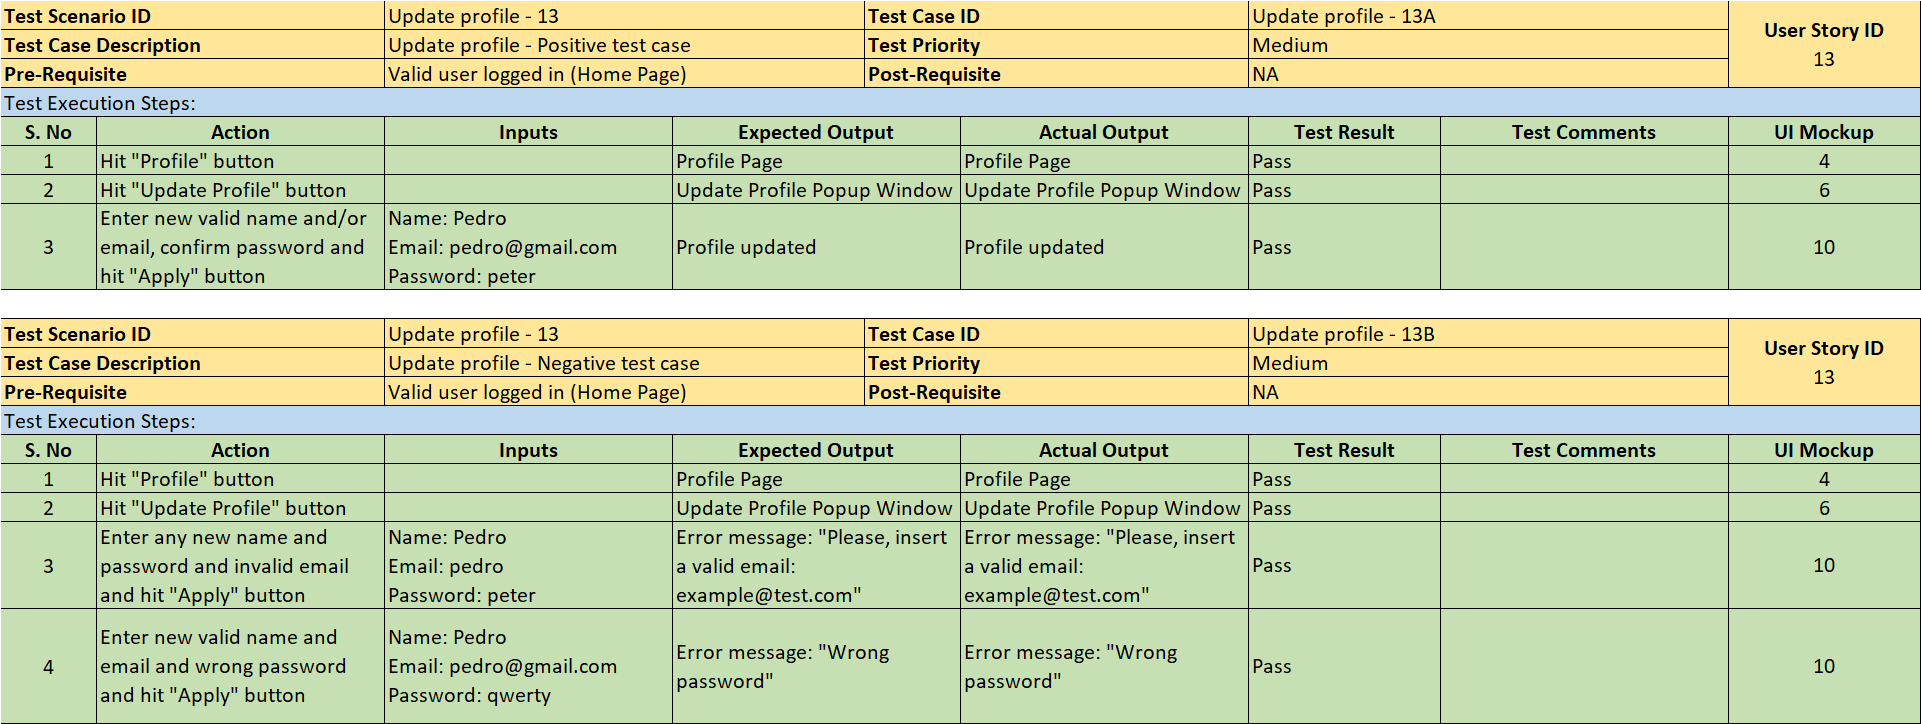 Test Scenario ID Update profile - 13 Test Case ID Update profile - 13A User Story ID
Test Case Description Update profile - Positive test case Test Priority Medium 13
Pre-Requisite Valid user logged in (Home Page) Post-Requisite NA
Test Execution Steps:
S. No Action Inputs Expected Output Actual Output Test Result Test Comments UI Mockup
1 Hit "Profile" button Profile Page Profile Page Pass 4
2 Hit "Update Profile" button Update Profile Popup Window Update Profile Popup Window Pass 6
Enter new valid name and/or Name: Pedro
3 email, confirm password and Email: pedro@gmail.com Profile updated Profile updated Pass 10
hit "Apply" button Password: peter
Test Scenario ID Update profile - 13 Test Case ID Update profile - 13B User Story ID
Test Case Description Update profile - Negative test case Test Priority Medium 13
Pre-Requisite Valid user logged in (Home Page) Post-Requisite NA
Test Execution Steps:
S. No Action Inputs Expected Output Actual Output Test Result Test Comments UI Mockup
1 Hit "Profile" button Profile Page Profile Page Pass 4
2 Hit "Update Profile" button Update Profile Popup Window Update Profile Popup Window Pass 6
Enter any new name and Name: Pedro Error message: "Please, insert Error message: "Please, insert
3 password and invalid email Email: pedro a valid email: a valid email: Pass 10
and hit "Apply" button Password: peter example@test.com" example@test.com"
Enter new valid name and Name: Pedro
4 email and wrong password Email: pedro@gmail.com Error message: "Wrong password" Error message: "Wrong password" Pass 10
and hit "Apply" button Password: qwerty